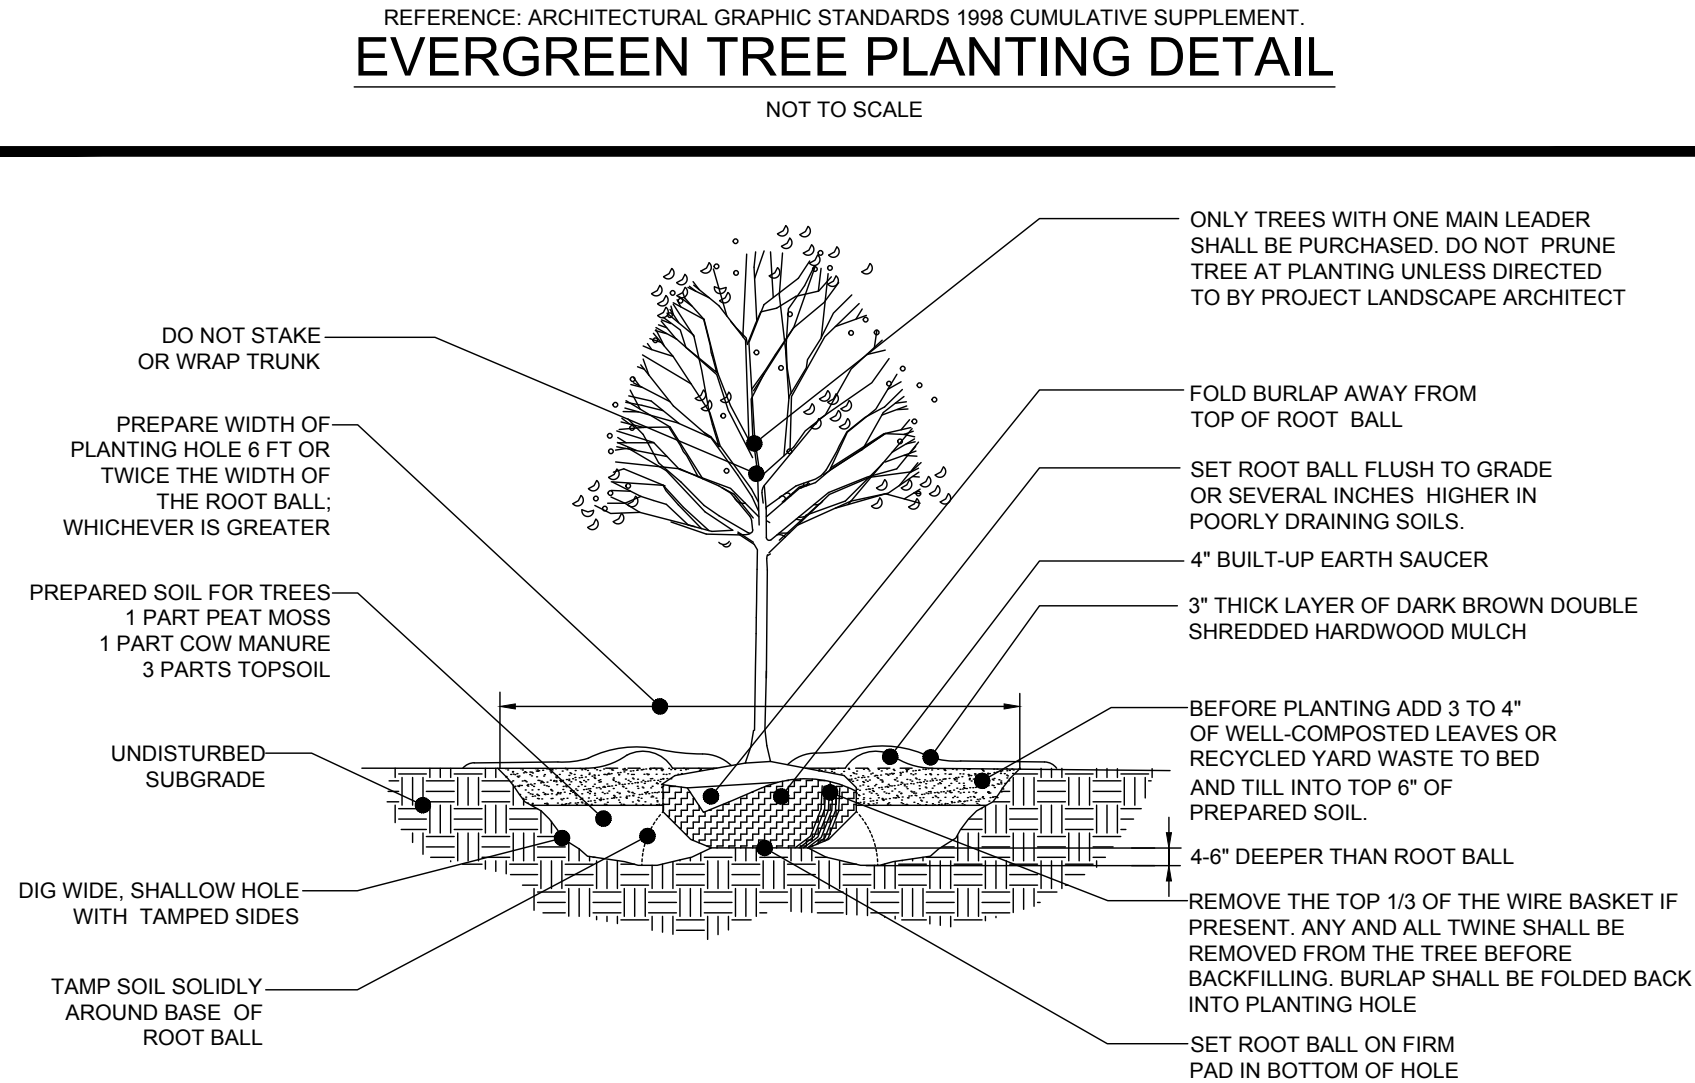 REFERENCE: ARCHITECTURAL GRAPHIC STANDARDS 1998 CUMULATIVE SUPPLEMENT.
EVERGREEN TREE PLANTING DETAIL
NOT TO SCALE
DO NOT STAKE
OR WRAP TRUNK
PREPARE WIDTH OF
PLANTING HOLE 6 FT OR
TWICE THE WIDTH OF
THE ROOT BALL;
WHICHEVER IS GREATER
PREPARED SOIL FOR TREES
1 PART PEAT MOSS
1 PART COW MANURE
3 PARTS TOPSOIL
UNDISTURBED
SUBGRADE
DIG WIDE, SHALLOW HOLE
WITH TAMPED SIDES
TAMP SOIL SOLIDLY
AROUND BASE OF
ROOT BALL
ONLY TREES WITH ONE MAIN LEADER
SHALL BE PURCHASED. DO NOT PRUNE
TREE AT PLANTING UNLESS DIRECTED
TO BY PROJECT LANDSCAPE ARCHITECT
FOLD BURLAP AWAY FROM
TOP OF ROOT BALL
SET ROOT BALL FLUSH TO GRADE
OR SEVERAL INCHES HIGHER IN
POORLY DRAINING SOILS.
4" BUILT-UP EARTH SAUCER
3" THICK LAYER OF DARK BROWN DOUBLE
SHREDDED HARDWOOD MULCH
BEFORE PLANTING ADD 3 TO 4"
OF WELL-COMPOSTED LEAVES OR
RECYCLED YARD WASTE TO BED
AND TILL INTO TOP 6" OF
PREPARED SOIL.
4-6" DEEPER THAN ROOT BALL
REMOVE THE TOP 1/3 OF THE WIRE BASKET IF
PRESENT. ANY AND ALL TWINE SHALL BE
REMOVED FROM THE TREE BEFORE
BACKFILLING. BURLAP SHALL BE FOLDED BACK
INTO PLANTING HOLE
SET ROOT BALL ON FIRM
PAD IN BOTTOM OF HOLE